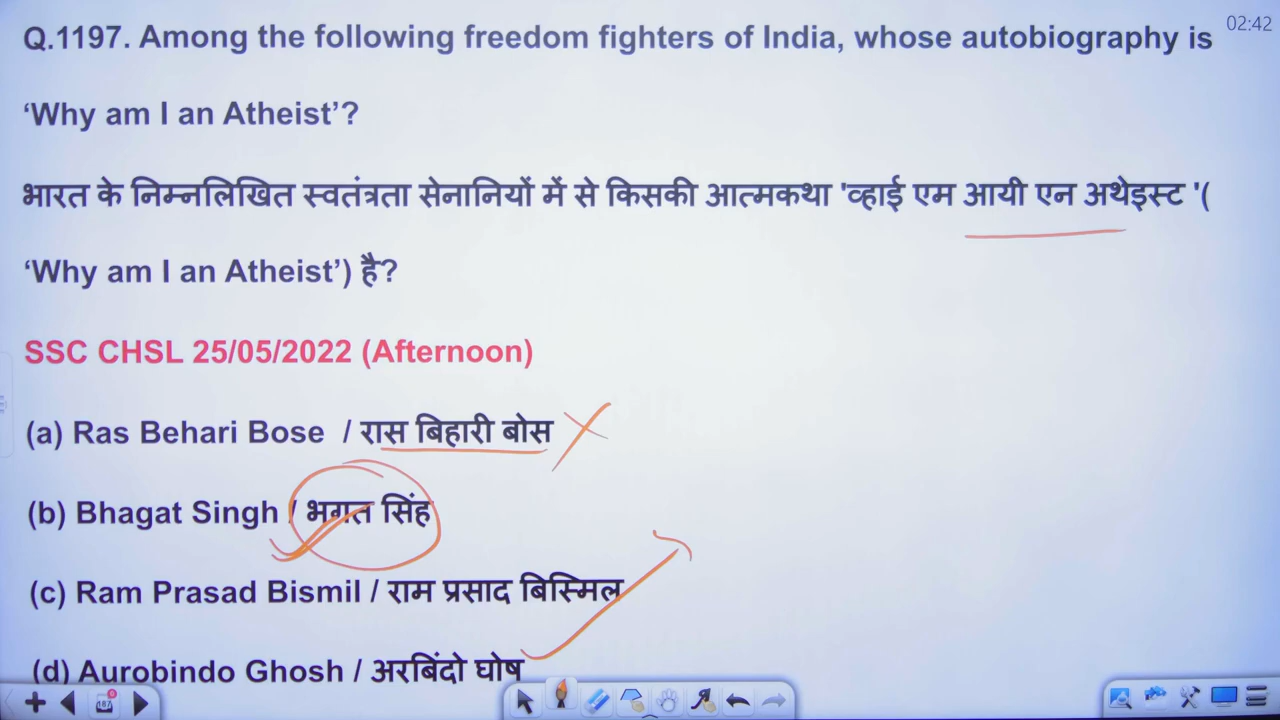 02:42
Q.1197. Among the following freedom fighters of India, whose autobiography is
‘Why am I an Atheist’?
भारत के निम्नलिखित स्वतंत्रता सेनानियों में से किसकी आत्मकथा 'व्हाई एम आयी एन अथेइस्ट '(
‘Why am I an Atheist’) है?
SSC CHSL 25/05/2022 (Afternoon)
(a) Ras Behari Bose / रास बिहारी बोस
(b) Bhagat Singh / भगत सिंह
(c) Ram Prasad Bismil / राम प्रसाद बिस्मिल
(d) Aurobindo Ghosh / अरबिंदो घोष